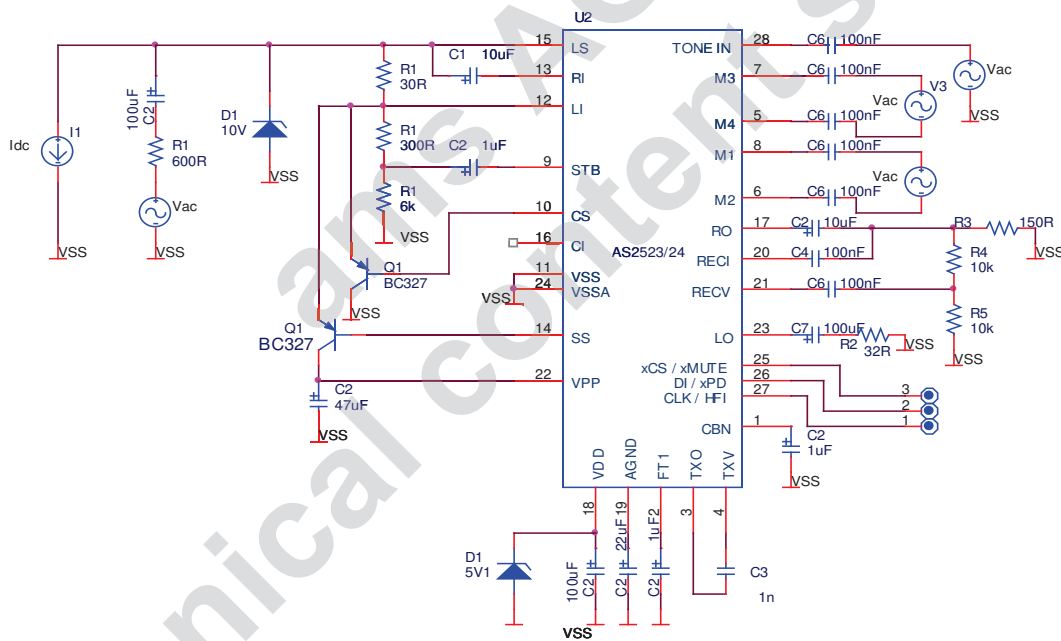 U2
AS2523/24
15 LS
13 RI
12 LI
9 STB
10 CS
16 CI
11 VSS
24 VSSA
14 SS
22 VPP
TONE IN 28
M3 7
M4 5
M1 8
M2 6
RO 17
RECI 20
RECV 21
LO 23
xCS / xMUTE 25
DI / xPD 26
CLK / HFI 27
CBN 1
VDD 18
AGND 19
FT1 2
TXO 3
TXV 4
Idc
I1
VSS
100uF
C2
R1
600R
Vac
VSS
D1
10V
VSS
R1
30R
R1
300R
R1
6k
VSS
C1 10uF
C2 1uF
Q1
BC327
VSS
Q1
BC327
C2
47uF
VSS
VSS
C6 100nF
Vac
VSS
C6 100nF
V3
Vac
C6 100nF
C6 100nF
Vac
C6 100nF
C2 10uF
R3 150R
VSS
C4 100nF
R4
10k
C6 100nF
R5
10k
VSS
C7 100uF
R2
32R
VSS
3
2
1
C2
1uF
VSS
D1
5V1
100uF
C2
22uF
C2
1uF
C2
C3
1n
VSS
ams A
nical content s